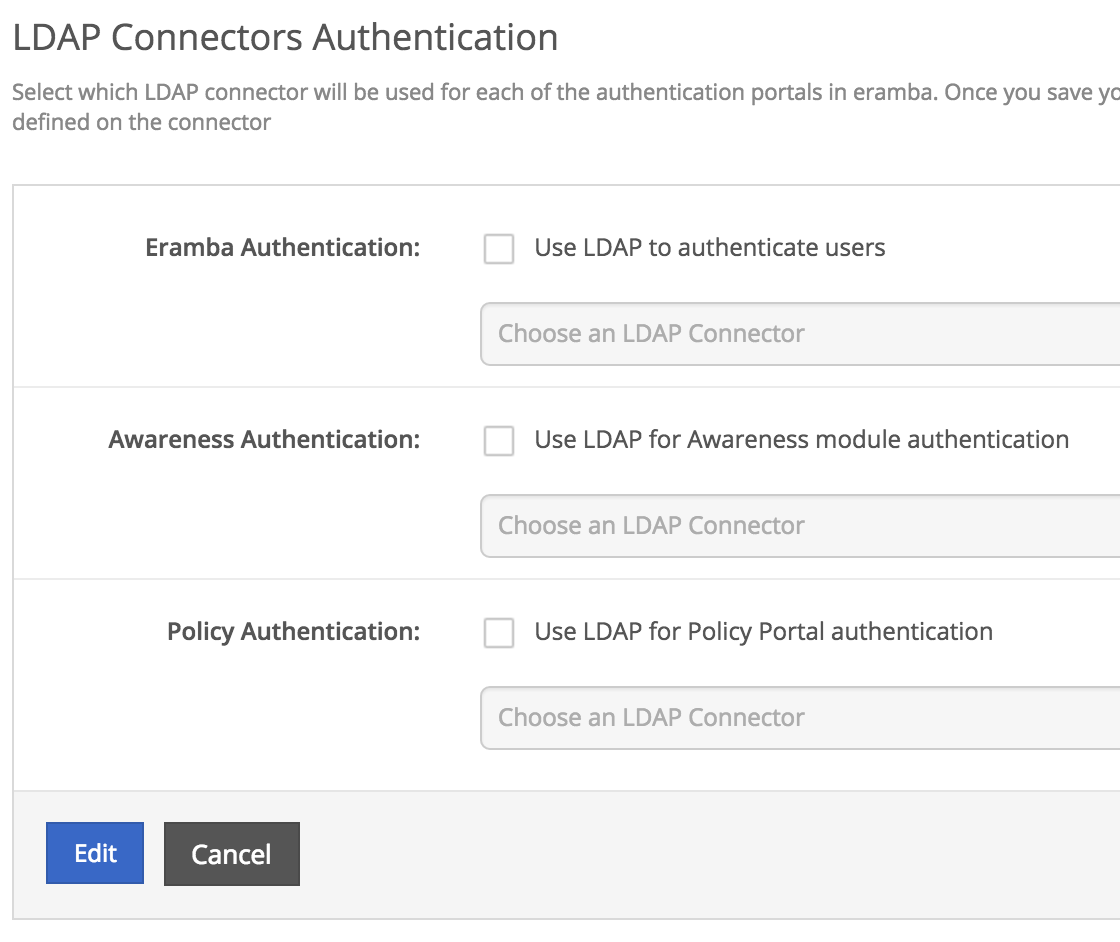 LDAP Connectors Authentication
Select which LDAP connector will be used for each of the authentication portals in eramba. Once you save
defined on the connector
Eramba Authentication:
Use LDAP to authenticate users
Choose an LDAP Connector
Awareness Authentication:
Use LDAP for Awareness module authentication
Choose an LDAP Connector
Policy Authentication:
Use LDAP for Policy Portal authentication
Choose an LDAP Connector
Edit
Cancel